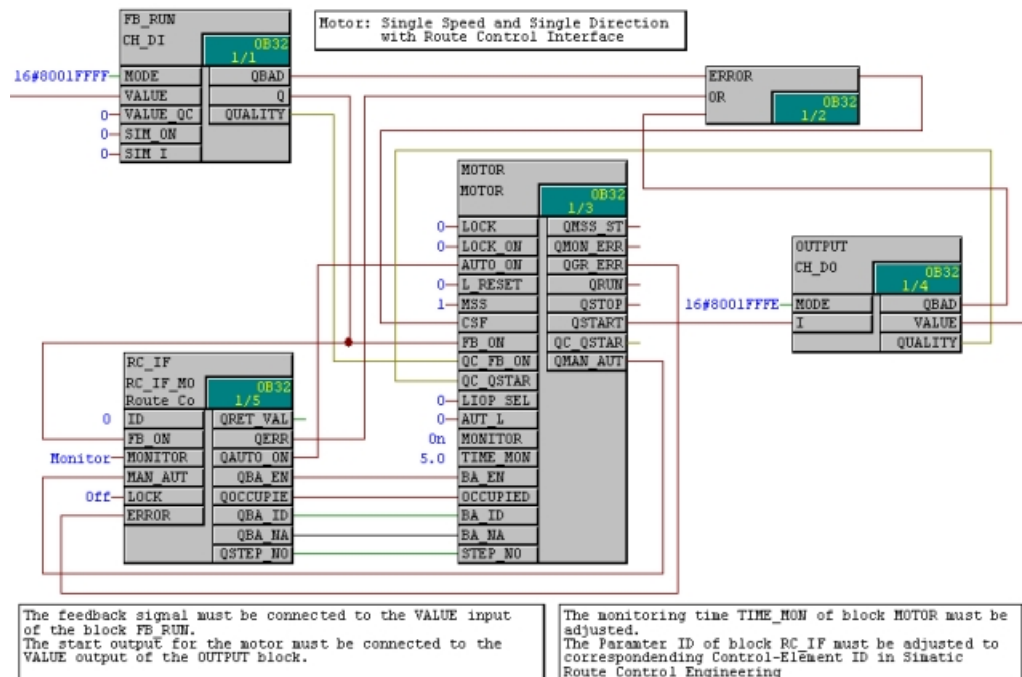 Motor: Single Speed and Single Direction
with Route Control Interface
FB_RUN
CH_DI
OB32
1/1
16#8001FFFF MODE QBAD
VALUE Q
0 VALUE_QC QUALITY
0 SIM_ON
0 SIM_I
ERROR
OR
OB32
1/2
MOTOR
MOTOR
OB32
1/3
0 LOCK QMSS_ST
0 LOCK_ON QMON_ERR
AUTO_ON QGR_ERR
0 L_RESET QRUN
1 MSS QSTOP
CSF QSTART
FB_ON QC_QSTAR
QC_FB_ON QMAN_AUT
QC_QSTAR
0 LIOP_SEL
0 AUT_L
On MONITOR
5.0 TIME_MON
BA_EN
OCCUPIED
BA_ID
BA_NA
STEP_NO
OUTPUT
CH_DO
OB32
1/4
16#8001FFFE MODE QBAD
I VALUE
QUALITY
RC_IF
RC_IF_MO
Route Co
OB32
1/5
0 ID QRET_VAL
FB_ON QERR
Monitor MONITOR QAUTO_ON
MAN_AUT QBA_EN
Off LOCK QOCCUPIE
ERROR QBA_ID
QBA_NA
QSTEP_NO
The feedback signal must be connected to the VALUE input
of the block FB_RUN.
The start output for the motor must be connected to the
VALUE output of the OUTPUT block.
The monitoring time TIME_MON of block MOTOR must be
adjusted.
The Paramter ID of block RC_IF must be adjusted to
correspondending Control-Element ID in Simatic
Route Control Engineering